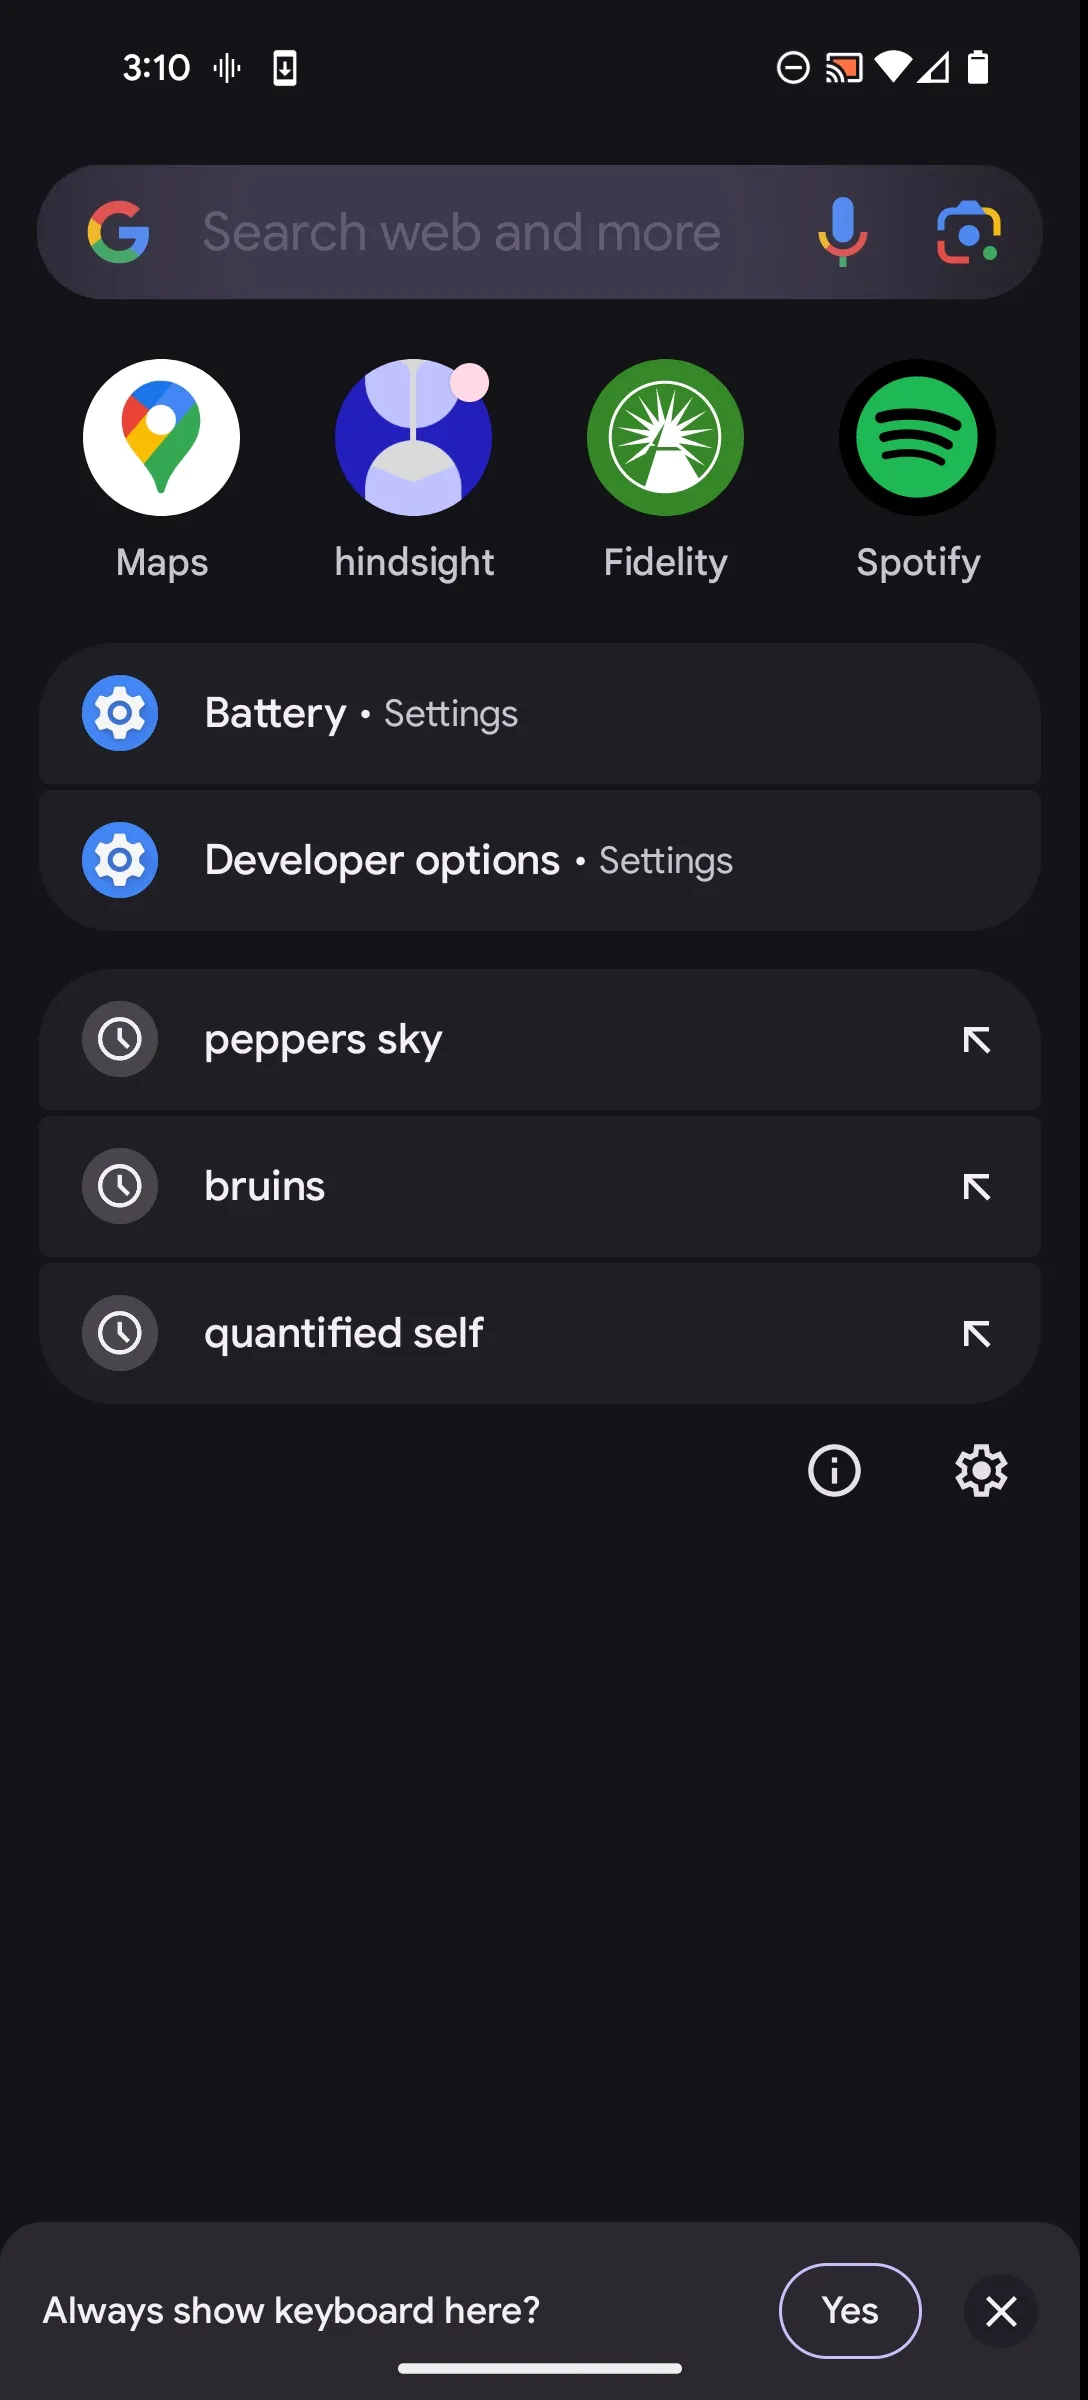 3:10
Search web and more
Maps
hindsight
Fidelity
Spotify
Battery • Settings
Developer options • Settings
peppers sky
bruins
quantified self
Always show keyboard here?
Yes